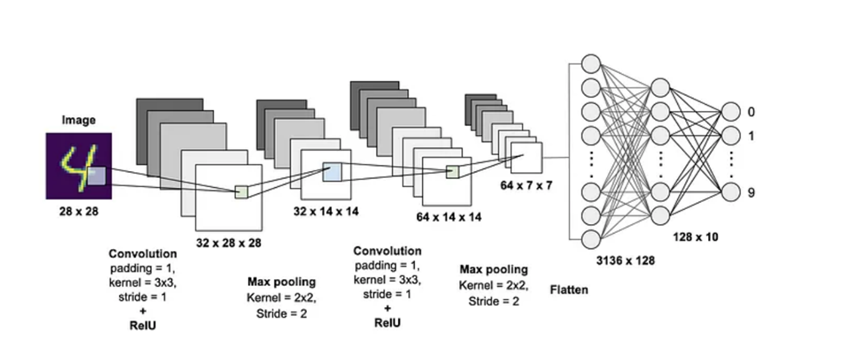 Image
28 x 28
32 x 28 x 28
Convolution
padding = 1,
kernel = 3x3,
stride = 1
+
RelU
32 x 14 x 14
Max pooling
Kernel = 2x2,
Stride = 2
64 x 14 x 14
Convolution
padding = 1,
kernel = 3x3,
stride = 1
+
RelU
64 x 7 x 7
Max pooling
Kernel = 2x2,
Stride = 2
Flatten
3136 x 128
128 x 10
0
1
9